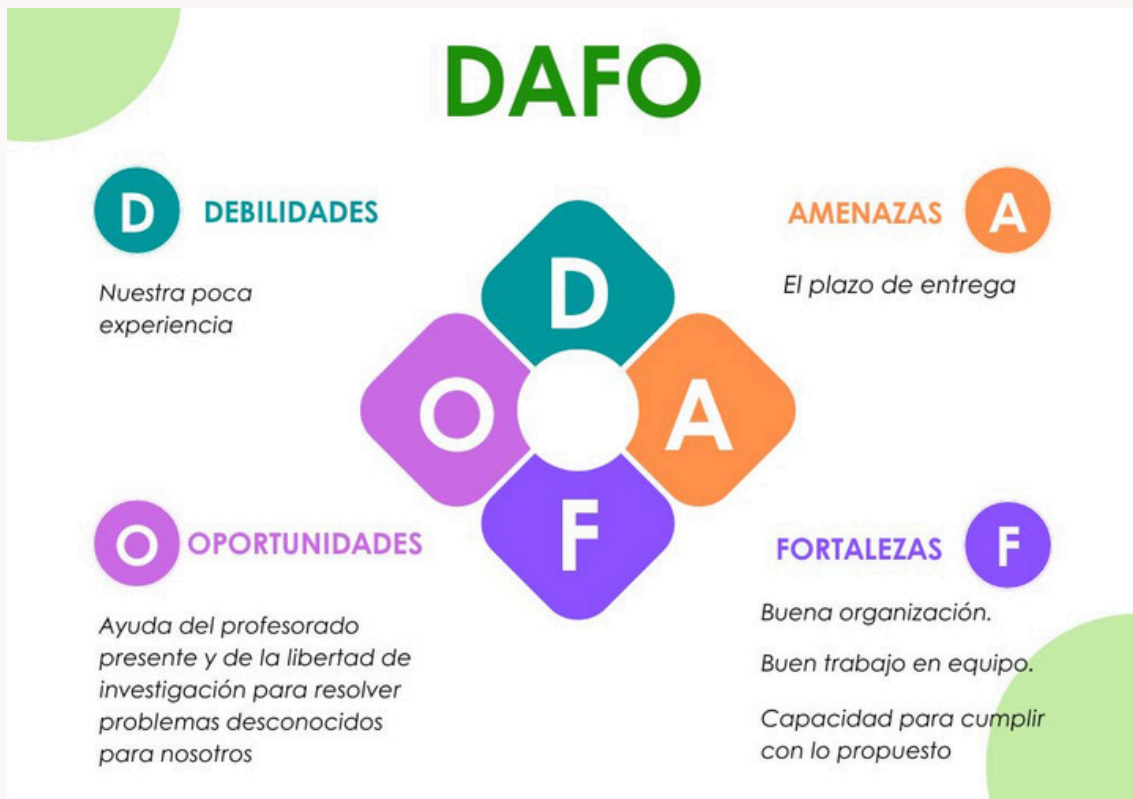 DAFO
D
DEBILIDADES
Nuestra poca
experiencia
AMENAZAS
A
El plazo de entrega
D
O
A
F
O
OPORTUNIDADES
Ayuda del profesorado
presente y de la libertad de
investigación para resolver
problemas desconocidos
para nosotros
FORTALEZAS
F
Buena organización.
Buen trabajo en equipo.
Capacidad para cumplir
con lo propuesto